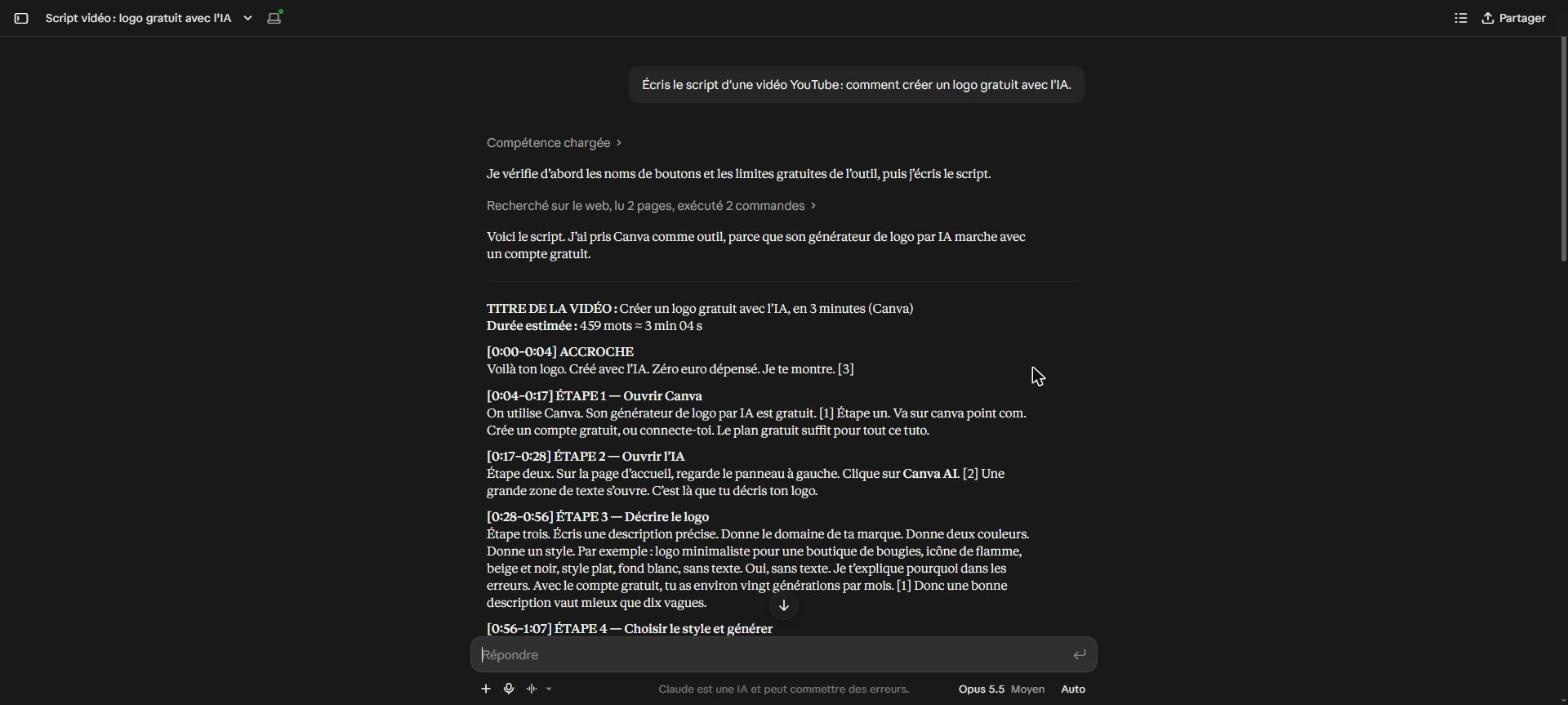 Script vidéo : logo gratuit avec l'IA
Partager
Écris le script d'une vidéo YouTube : comment créer un logo gratuit avec l'IA.
Compétence chargée >
Je vérifie d'abord les noms de boutons et les limites gratuites de l'outil, puis j'écris le script.
Recherché sur le web, lu 2 pages, exécuté 2 commandes >
Voici le script. J'ai pris Canva comme outil, parce que son générateur de logo par IA marche avec
un compte gratuit.
TITRE DE LA VIDÉO : Créer un logo gratuit avec l'IA, en 3 minutes (Canva)
Durée estimée : 459 mots ≈ 3 min 04 s
[0:00–0:04] ACCROCHE
Voilà ton logo. Créé avec l'IA. Zéro euro dépensé. Je te montre. [3]
[0:04–0:17] ÉTAPE 1 — Ouvrir Canva
On utilise Canva. Son générateur de logo par IA est gratuit. [1] Étape un. Va sur canva point com.
Crée un compte gratuit, ou connecte-toi. Le plan gratuit suffit pour tout ce tuto.
[0:17–0:28] ÉTAPE 2 — Ouvrir l'IA
Étape deux. Sur la page d'accueil, regarde le panneau à gauche. Clique sur Canva AI. [2] Une
grande zone de texte s'ouvre. C'est là que tu décris ton logo.
[0:28–0:56] ÉTAPE 3 — Décrire le logo
Étape trois. Écris une description précise. Donne le domaine de ta marque. Donne deux couleurs.
Donne un style. Par exemple : logo minimaliste pour une boutique de bougies, icône de flamme,
beige et noir, style plat, fond blanc, sans texte. Oui, sans texte. Je t'explique pourquoi dans les
erreurs. Avec le compte gratuit, tu as environ vingt générations par mois. [1] Donc une bonne
description vaut mieux que dix vagues.
[0:56–1:07] ÉTAPE 4 — Choisir le style et générer
Répondre
Claude est une IA et peut commettre des erreurs.
Opus 5.5 Moyen Auto